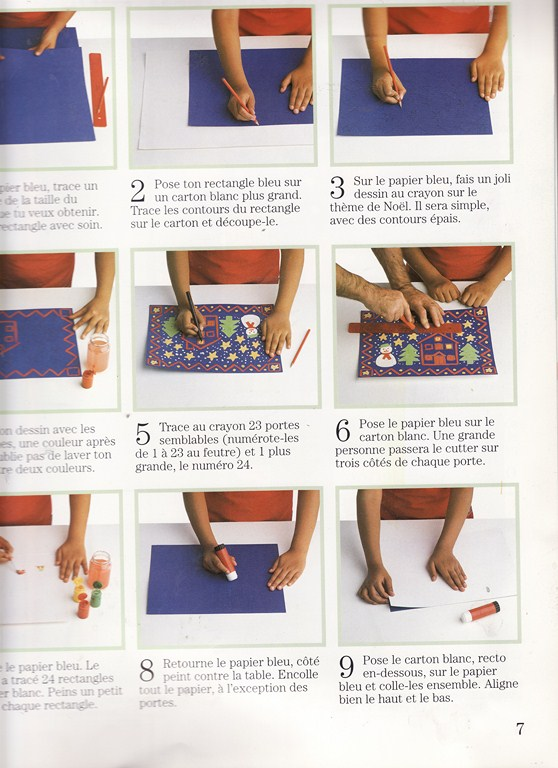 pier bleu, trace un
de la taille du
ue tu veux obtenir.
rectangle avec soin.
2 Pose ton rectangle bleu sur
un carton blanc plus grand.
Trace les contours du rectangle
sur le carton et découpe-le.
3 Sur le papier bleu, fais un joli
dessin au crayon sur le
thème de Noël. Il sera simple,
avec des contours épais.
on dessin avec les
es, une couleur après
ublie pas de laver ton
re deux couleurs.
5 Trace au crayon 23 portes
semblables (numérote-les
de 1 à 23 au feutre) et 1 plus
grande, le numéro 24.
6 Pose le papier bleu sur le
carton blanc. Une grande
personne passera le cutter sur
trois côtés de chaque porte.
e le papier bleu. Le
a tracé 24 rectangles
er blanc. Peins un petit
chaque rectangle.
8 Retourne le papier bleu, côté
peint contre la table. Encolle
tout le papier, à l'exception des
portes.
9 Pose le carton blanc, recto
en-dessous, sur le papier
bleu et colle-les ensemble. Aligne
bien le haut et le bas.
7